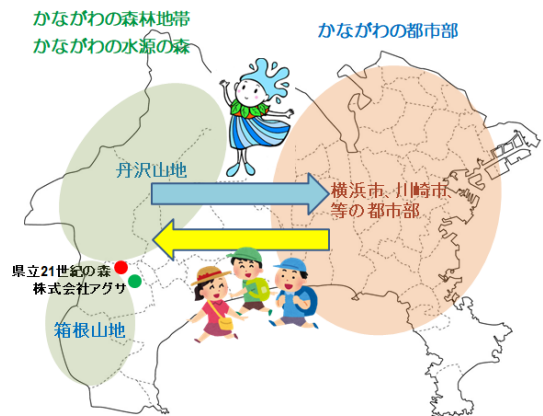 かながわの森林地帯
かながわの水源の森
かながわの都市部
丹沢山地
横浜市、川崎市
等の都市部
県立21世紀の森
株式会社アグサ
箱根山地